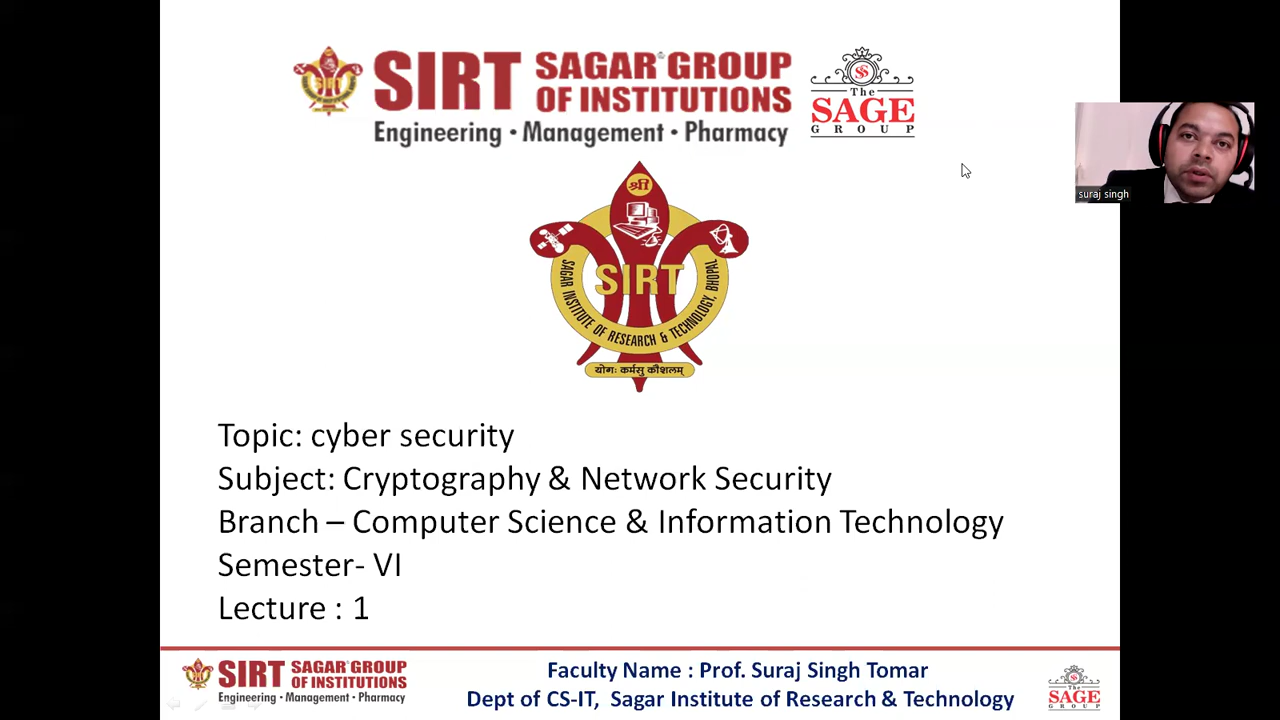 SIRT SAGAR GROUP OF INSTITUTIONS
Engineering • Management • Pharmacy
The SAGE GROUP
श्री
SIRT
SAGAR INSTITUTE OF RESEARCH & TECHNOLOGY, BHOPAL
योगः कर्मसु कौशलम्
suraj singh
Topic: cyber security
Subject: Cryptography & Network Security
Branch – Computer Science & Information Technology
Semester- VI
Lecture : 1
SIRT SAGAR GROUP OF INSTITUTIONS
Engineering • Management • Pharmacy
Faculty Name : Prof. Suraj Singh Tomar
Dept of CS-IT, Sagar Institute of Research & Technology
The SAGE GROUP